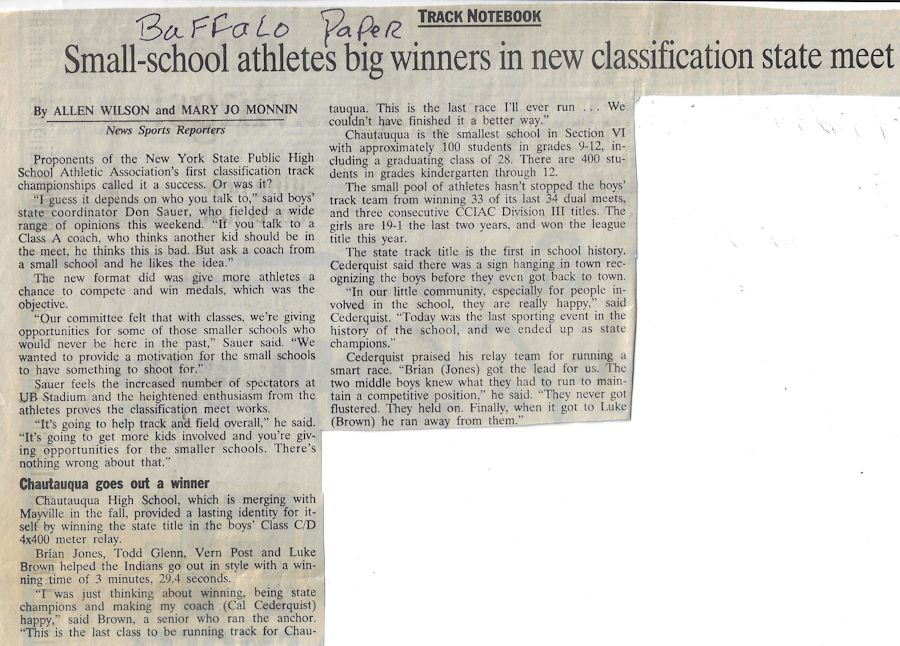 Buffalo Paper
TRACK NOTEBOOK
Small-school athletes big winners in new classification state meet
By ALLEN WILSON and MARY JO MONNIN
News Sports Reporters
Proponents of the New York State Public High
School Athletic Association's first classification track
championships called it a success. Or was it?
"I guess it depends on who you talk to," said boys'
state coordinator Don Sauer, who fielded a wide
range of opinions this weekend. "If you talk to a
Class A coach, who thinks another kid should be in
the meet, he thinks this is bad. But ask a coach from
a small school and he likes the idea."
The new format did was give more athletes a
chance to compete and win medals, which was the
objective.
"Our committee felt that with classes, we're giving
opportunities for some of those smaller schools who
would never be here in the past," Sauer said. "We
wanted to provide a motivation for the small schools
to have something to shoot for."
Sauer feels the increased number of spectators at
UB Stadium and the heightened enthusiasm from the
athletes proves the classification meet works.
"It's going to help track and field overall," he said.
"It's going to get more kids involved and you're giv-
ing opportunities for the smaller schools. There's
nothing wrong about that."
Chautauqua goes out a winner
Chautauqua High School, which is merging with
Mayville in the fall, provided a lasting identity for it-
self by winning the state title in the boys' Class C/D
4x400 meter relay.
Brian Jones, Todd Glenn, Vern Post and Luke
Brown helped the Indians go out in style with a win-
ning time of 3 minutes, 29.4 seconds.
"I was just thinking about winning, being state
champions and making my coach (Cal Cederquist)
happy," said Brown, a senior who ran the anchor.
"This is the last class to be running track for Chau-
tauqua. This is the last race I'll ever run ... We
couldn't have finished it a better way."
Chautauqua is the smallest school in Section VI
with approximately 100 students in grades 9-12, in-
cluding a graduating class of 28. There are 400 stu-
dents in grades kindergarten through 12.
The small pool of athletes hasn't stopped the boys'
track team from winning 33 of its last 34 dual meets,
and three consecutive CCIAC Division III titles. The
girls are 19-1 the last two years, and won the league
title this year.
The state track title is the first in school history.
Cederquist said there was a sign hanging in town rec-
ognizing the boys before they even got back to town.
"In our little community, especially for people in-
volved in the school, they are really happy," said
Cederquist. "Today was the last sporting event in the
history of the school, and we ended up as state
champions."
Cederquist praised his relay team for running a
smart race. "Brian (Jones) got the lead for us. The
two middle boys knew what they had to run to main-
tain a competitive position," he said. "They never got
flustered. They held on. Finally, when it got to Luke
(Brown) he ran away from them."